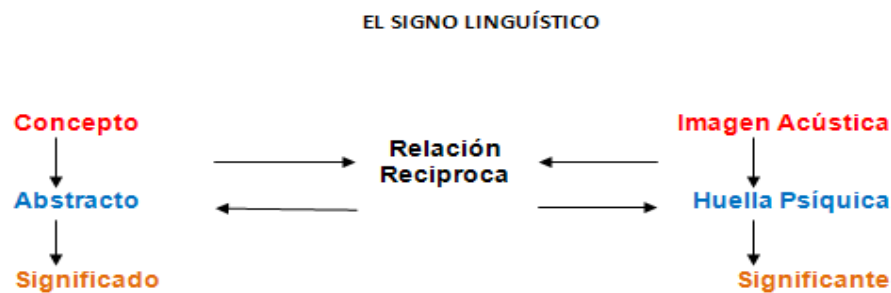 EL SIGNO LINGUÍSTICO
Concepto
Imagen Acústica
Relación
Reciproca
Abstracto
Huella Psíquica
Significado
Significante